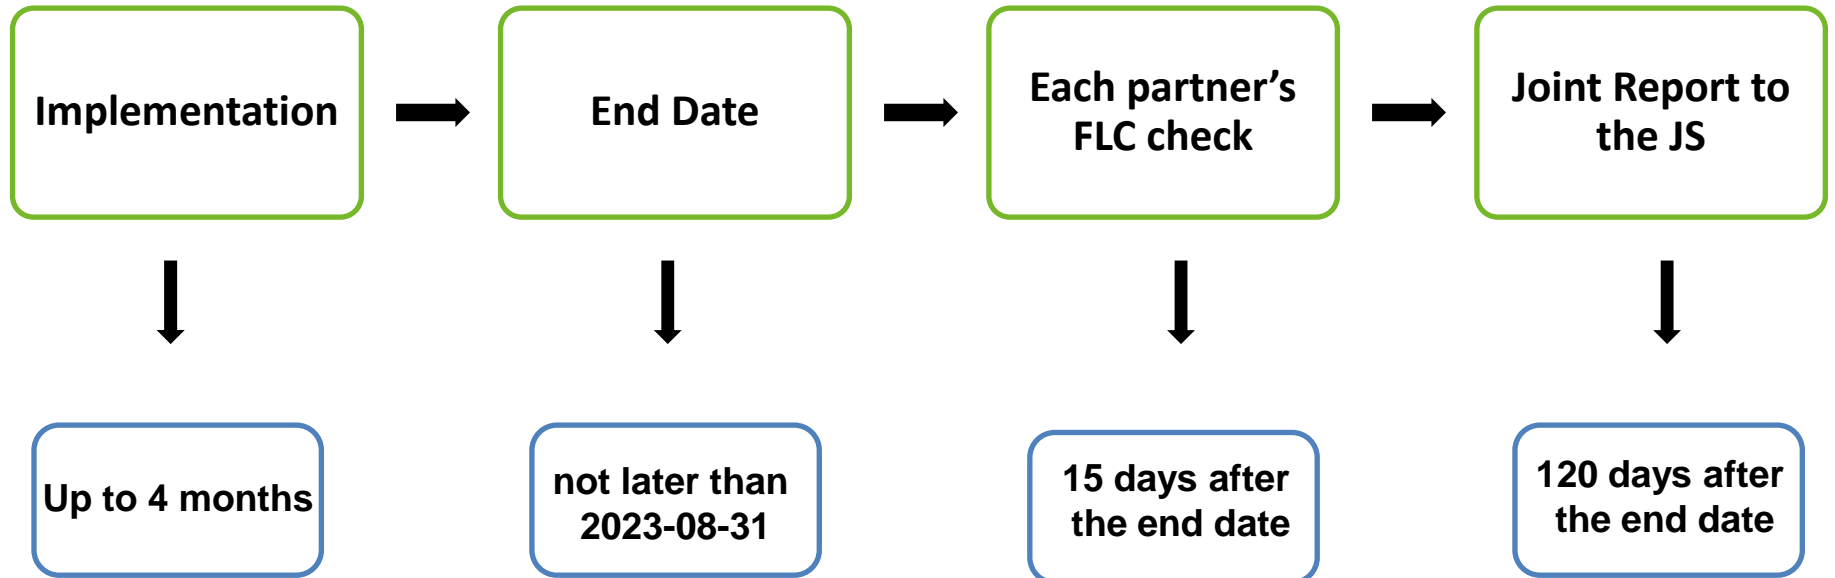 Implementation
End Date
Each partner’s
FLC check
Joint Report to
the JS
Up to 4 months
not later than
2023-08-31
15 days after
the end date
120 days after
the end date